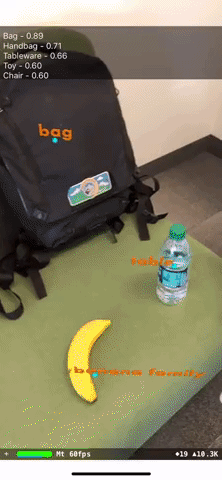 Bag - 0.89
Handbag - 0.71
Tableware - 0.66
Toy - 0.60
Chair - 0.60
bag
table
banana family
+ Mt 60fps ◆19 ▲10.3K